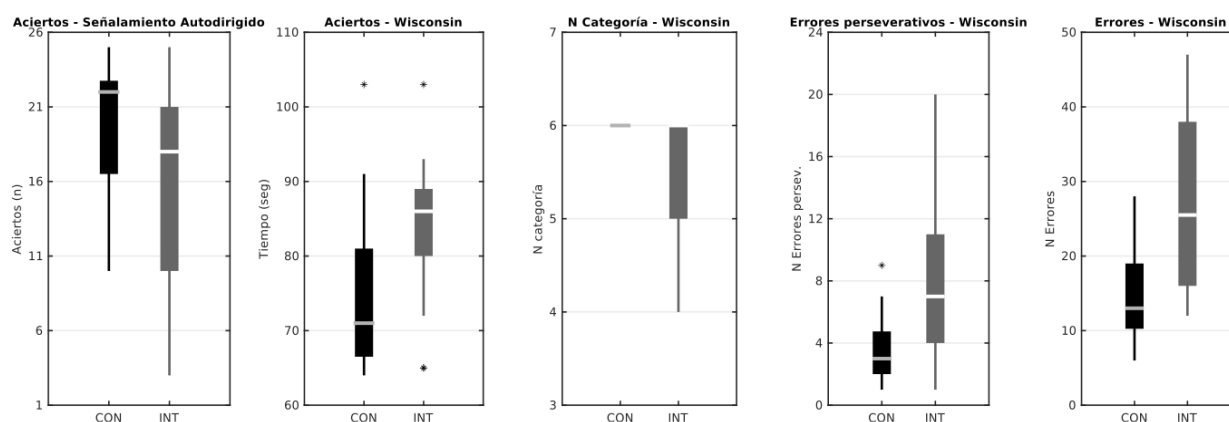 Aciertos - Señalamiento Autodirigido
26
21
16
11
6
1
Aciertos (n)
CON INT
Aciertos - Wisconsin
110
100
90
80
70
60
Tiempo (seg)
CON INT
N Categoría - Wisconsin
7
6
5
4
3
N categoría
CON INT
Errores perseverativos - Wisconsin
24
20
16
12
8
4
0
N Errores persev.
CON INT
Errores - Wisconsin
50
40
30
20
10
0
N Errores
CON INT